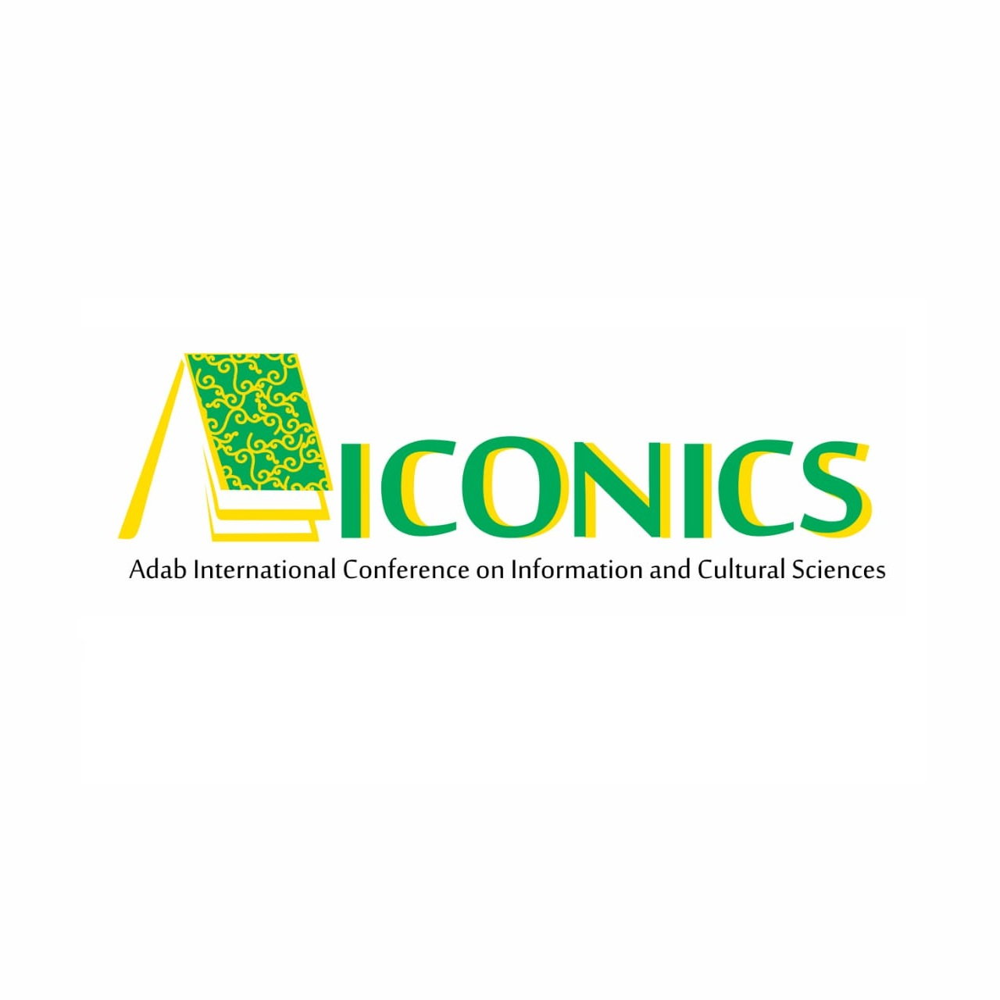 AICONICS
Adab International Conference on Information and Cultural Sciences